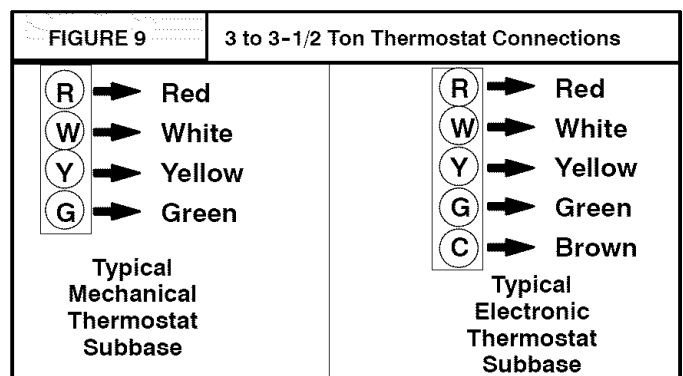 FIGURE 9
3 to 3-1/2 Ton Thermostat Connections
R Red
W White
Y Yellow
G Green
Typical
Mechanical
Thermostat
Subbase
R Red
W White
Y Yellow
G Green
C Brown
Typical
Electronic
Thermostat
Subbase